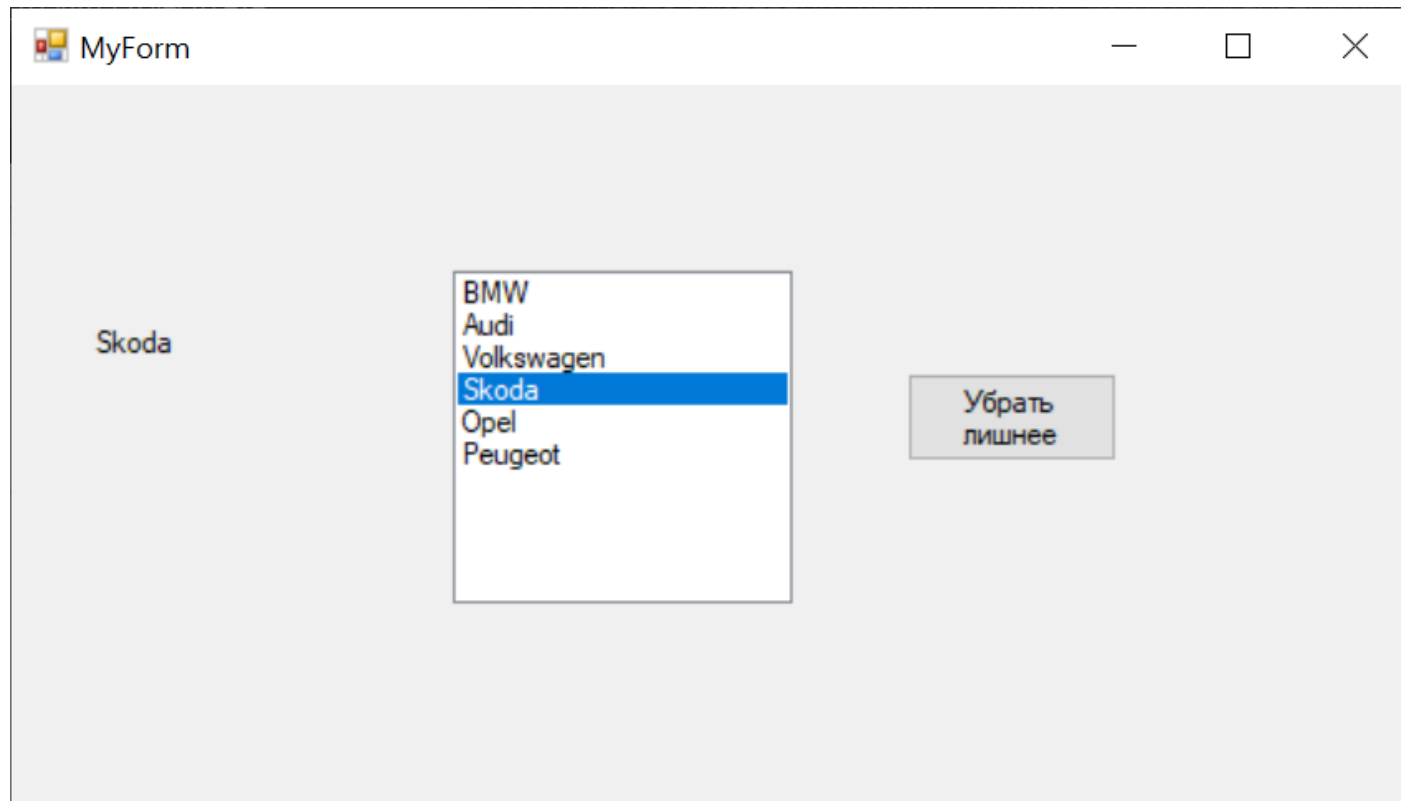 MyForm
Skoda
BMW
Audi
Volkswagen
Skoda
Opel
Peugeot
Убрать
лишнее